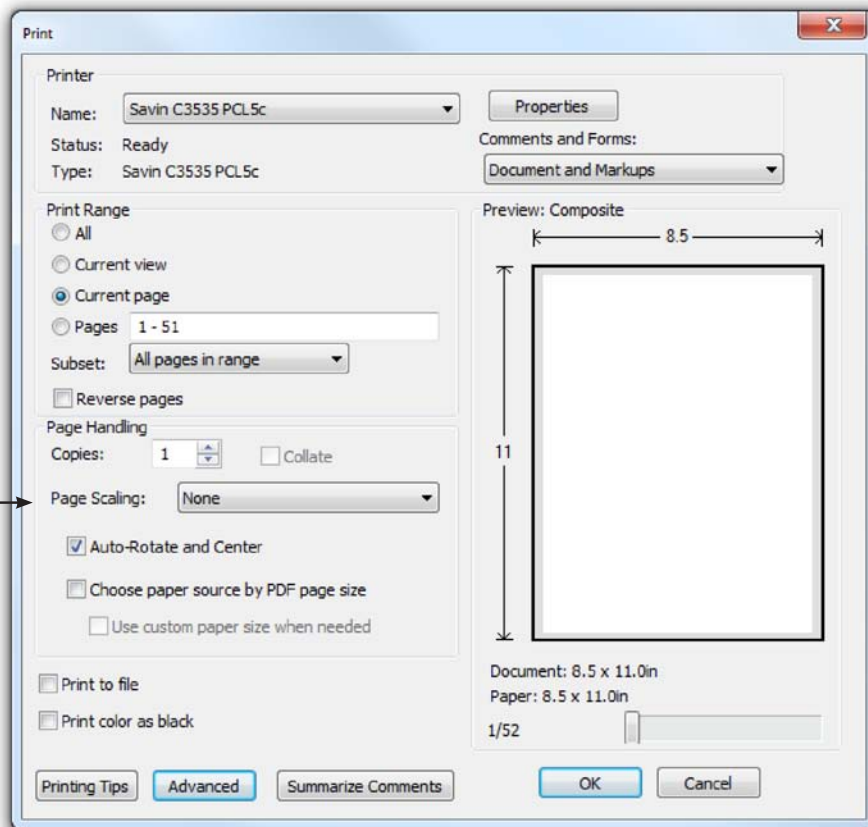 Print
Printer
Name: Savin C3535 PCL5c
Properties
Status: Ready
Comments and Forms:
Type: Savin C3535 PCL5c
Document and Markups
Print Range
All
Current view
Current page
Pages 1 - 51
Subset: All pages in range
Reverse pages
Page Handling
Copies: 1 Collate
Page Scaling: None
Auto-Rotate and Center
Choose paper source by PDF page size
Use custom paper size when needed
Print to file
Print color as black
Preview: Composite
8.5
11
Document: 8.5 x 11.0in
Paper: 8.5 x 11.0in
1/52
Printing Tips Advanced Summarize Comments OK Cancel